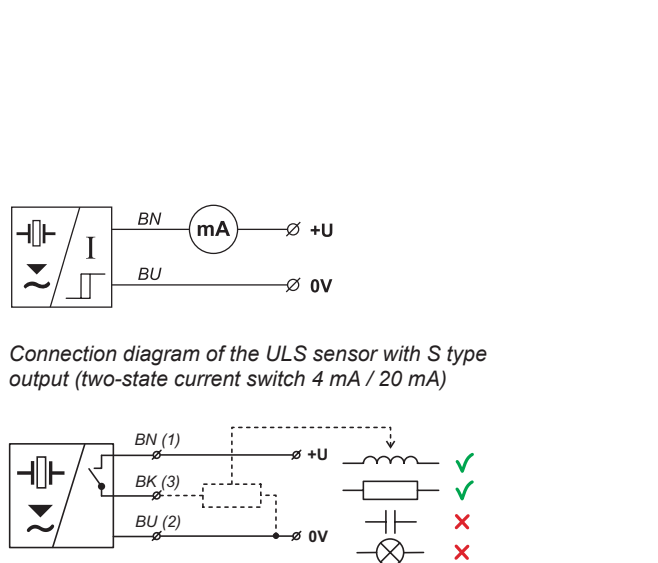 BN
mA
+U
I
BU
0V
Connection diagram of the ULS sensor with S type
output (two-state current switch 4 mA / 20 mA)
BN (1)
+U
BK (3)
BU (2)
0V